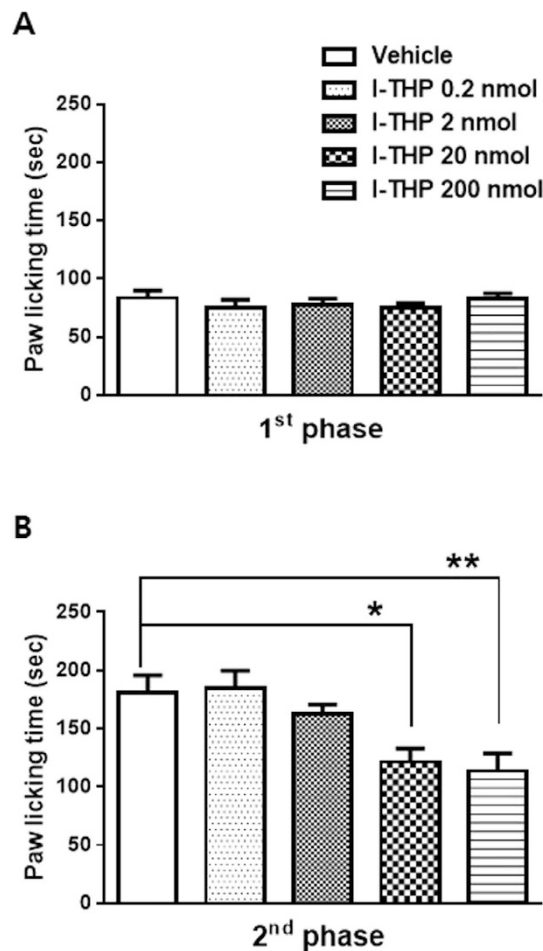 A
Vehicle
l-THP 0.2 nmol
l-THP 2 nmol
l-THP 20 nmol
l-THP 200 nmol
Paw licking time (sec)
250
200
150
100
50
0
1st phase
B
**
*
Paw licking time (sec)
250
200
150
100
50
0
2nd phase